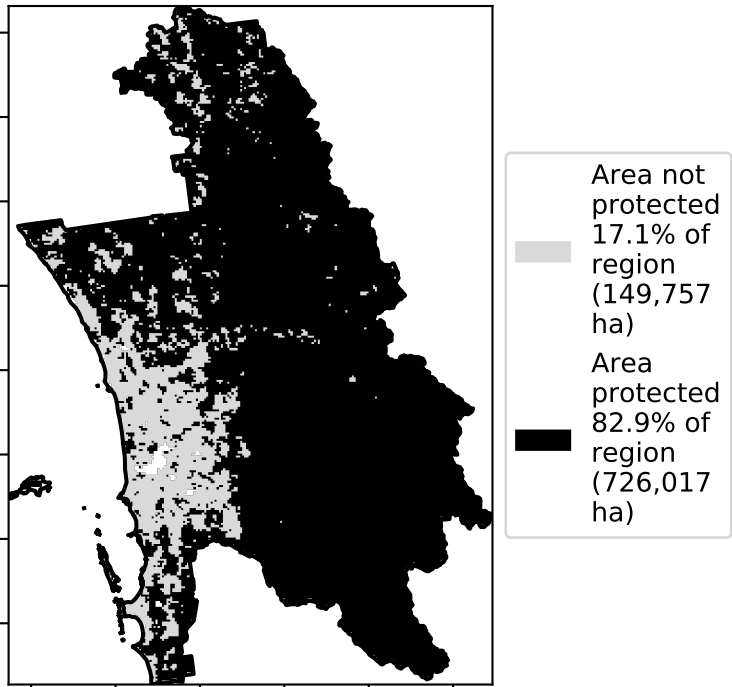 Area not
protected
17.1% of
region
(149,757
ha)
Area
protected
82.9% of
region
(726,017
ha)